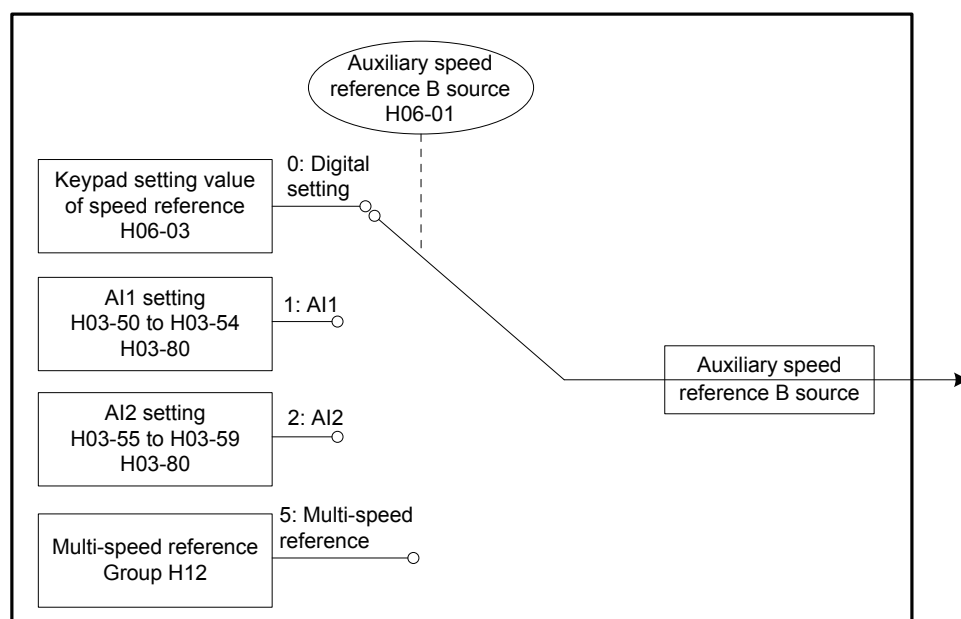 Auxiliary speed
reference B source
H06-01
0: Digital
setting
Keypad setting value
of speed reference
H06-03
AI1 setting
H03-50 to H03-54
H03-80
1: AI1
Auxiliary speed
reference B source
AI2 setting
H03-55 to H03-59
H03-80
2: AI2
5: Multi-speed
reference
Multi-speed reference
Group H12